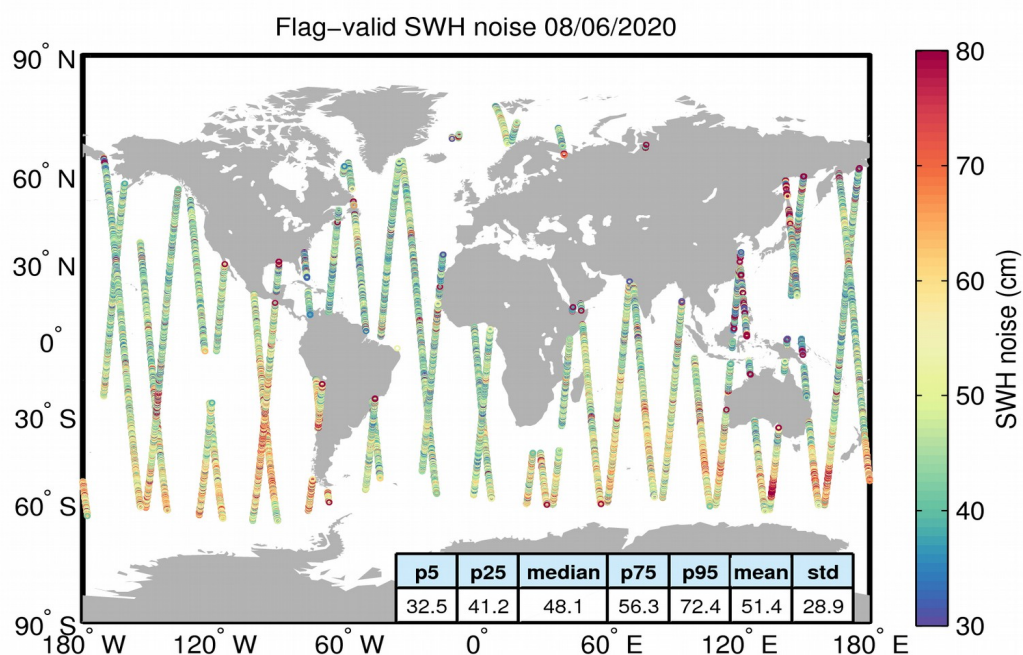 Flag−valid SWH noise 08/06/2020
90° N
60° N
30° N
0°
30° S
60° S
90° S
180° W
120° W
60° W
0°
60° E
120° E
180° E
80
70
60
50
40
30
SWH noise (cm)
p5 p25 median p75 p95 mean std
32.5 41.2 48.1 56.3 72.4 51.4 28.9